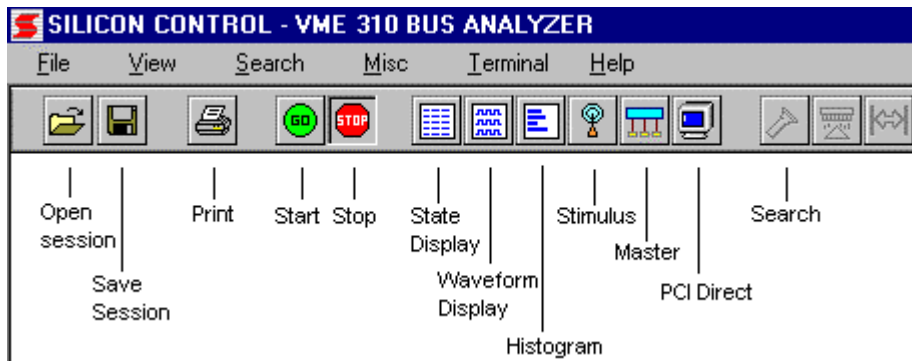 SILICON CONTROL - VME 310 BUS ANALYZER
File View Search Misc Terminal Help
GO STOP
Open session
Save Session
Print
Start
Stop
State Display
Waveform Display
Histogram
Stimulus
Master
PCI Direct
Search